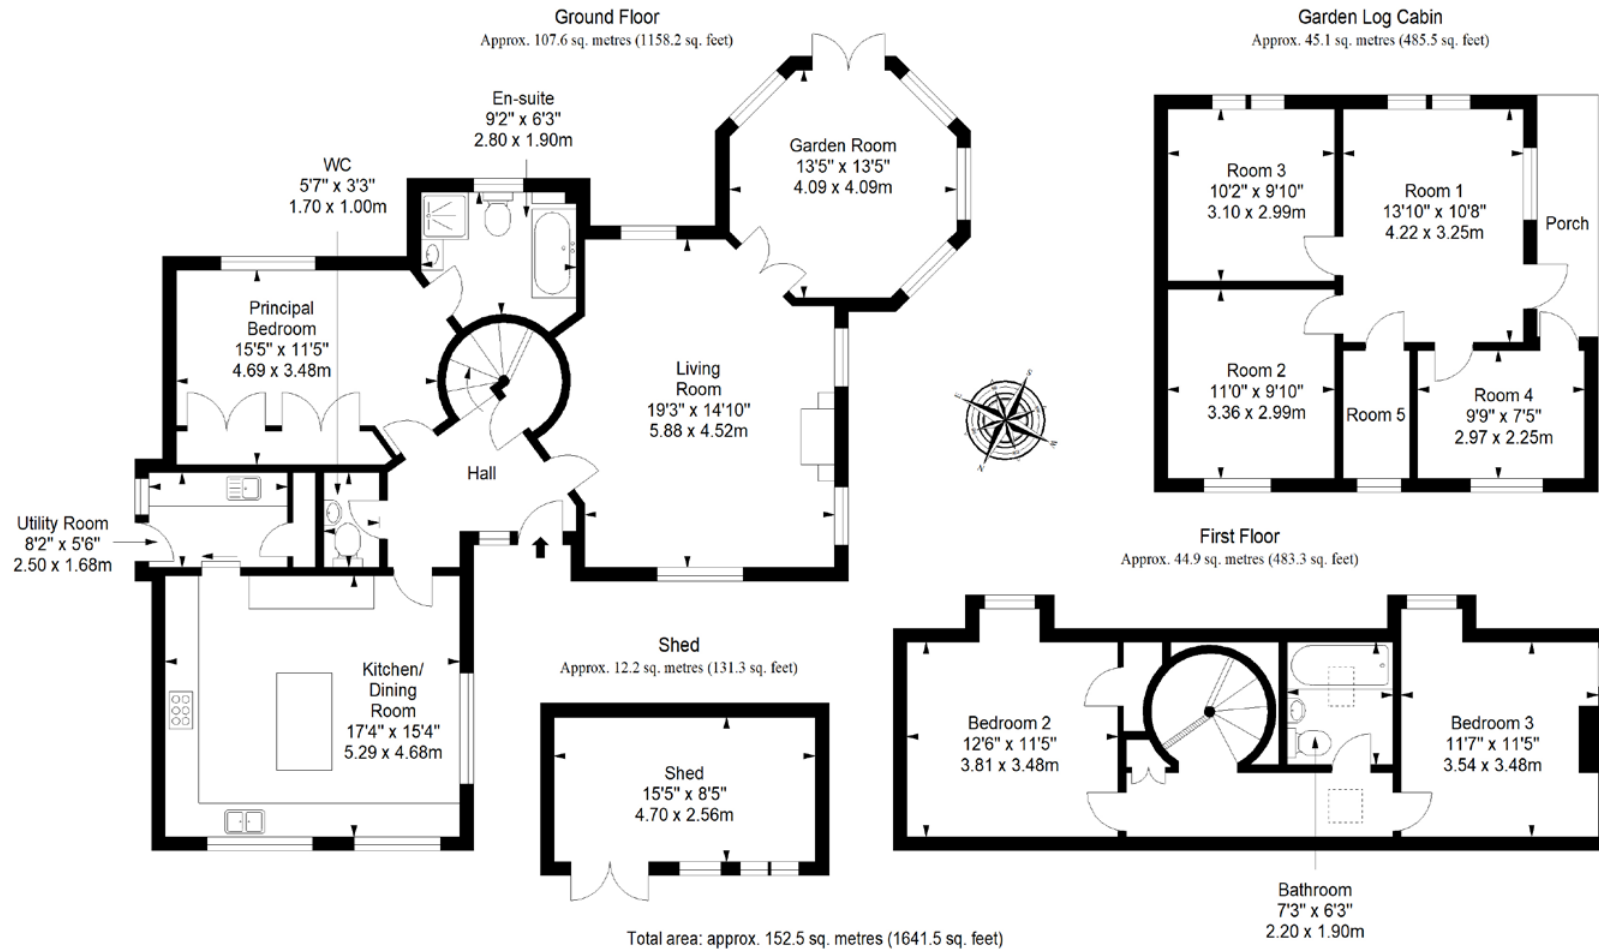 Ground Floor
Approx. 107.6 sq. metres (1158.2 sq. feet)
En-suite
9'2" x 6'3"
2.80 x 1.90m
WC
5'7" x 3'3"
1.70 x 1.00m
Garden Room
13'5" x 13'5"
4.09 x 4.09m
Principal
Bedroom
15'5" x 11'5"
4.69 x 3.48m
Living
Room
19'3" x 14'10"
5.88 x 4.52m
Hall
Utility Room
8'2" x 5'6"
2.50 x 1.68m
Kitchen/
Dining
Room
17'4" x 15'4"
5.29 x 4.68m
Garden Log Cabin
Approx. 45.1 sq. metres (485.5 sq. feet)
Room 3
10'2" x 9'10"
3.10 x 2.99m
Room 1
13'10" x 10'8"
4.22 x 3.25m
Porch
Room 2
11'0" x 9'10"
3.36 x 2.99m
Room 5
Room 4
9'9" x 7'5"
2.97 x 2.25m
S
E
W
N
Shed
Approx. 12.2 sq. metres (131.3 sq. feet)
Shed
15'5" x 8'5"
4.70 x 2.56m
First Floor
Approx. 44.9 sq. metres (483.3 sq. feet)
Bedroom 2
12'6" x 11'5"
3.81 x 3.48m
Bedroom 3
11'7" x 11'5"
3.54 x 3.48m
Bathroom
7'3" x 6'3"
2.20 x 1.90m
Total area: approx. 152.5 sq. metres (1641.5 sq. feet)